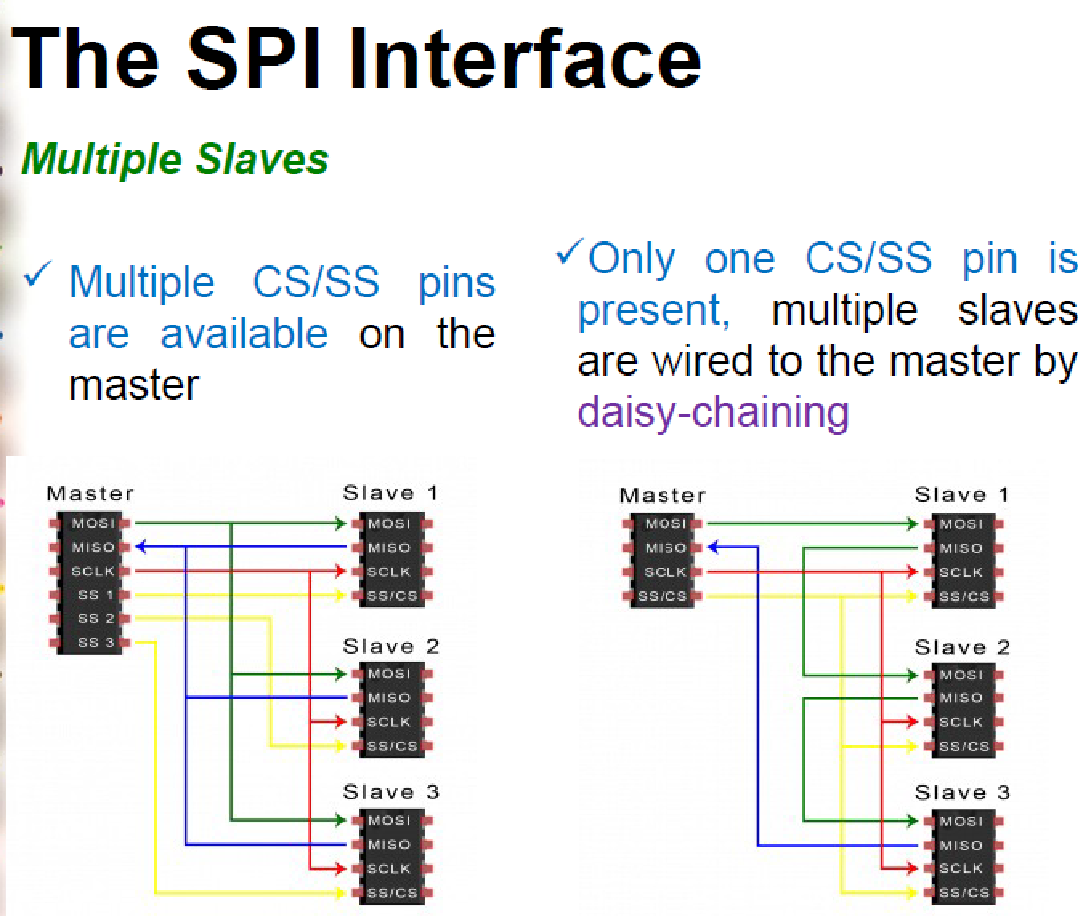 The SPI Interface
Multiple Slaves
✓ Multiple CS/SS pins
are available on the
master
✓Only one CS/SS pin is
present, multiple slaves
are wired to the master by
daisy-chaining
Master
MOSI
MISO
SCLK
SS 1
SS 2
SS 3
Slave 1
MOSI
MISO
SCLK
SS/CS
Slave 2
MOSI
MISO
SCLK
SS/CS
Slave 3
MOSI
MISO
SCLK
SS/CS
Master
MOSI
MISO
SCLK
SS/CS
Slave 1
MOSI
MISO
SCLK
SS/CS
Slave 2
MOSI
MISO
SCLK
SS/CS
Slave 3
MOSI
MISO
SCLK
SS/CS